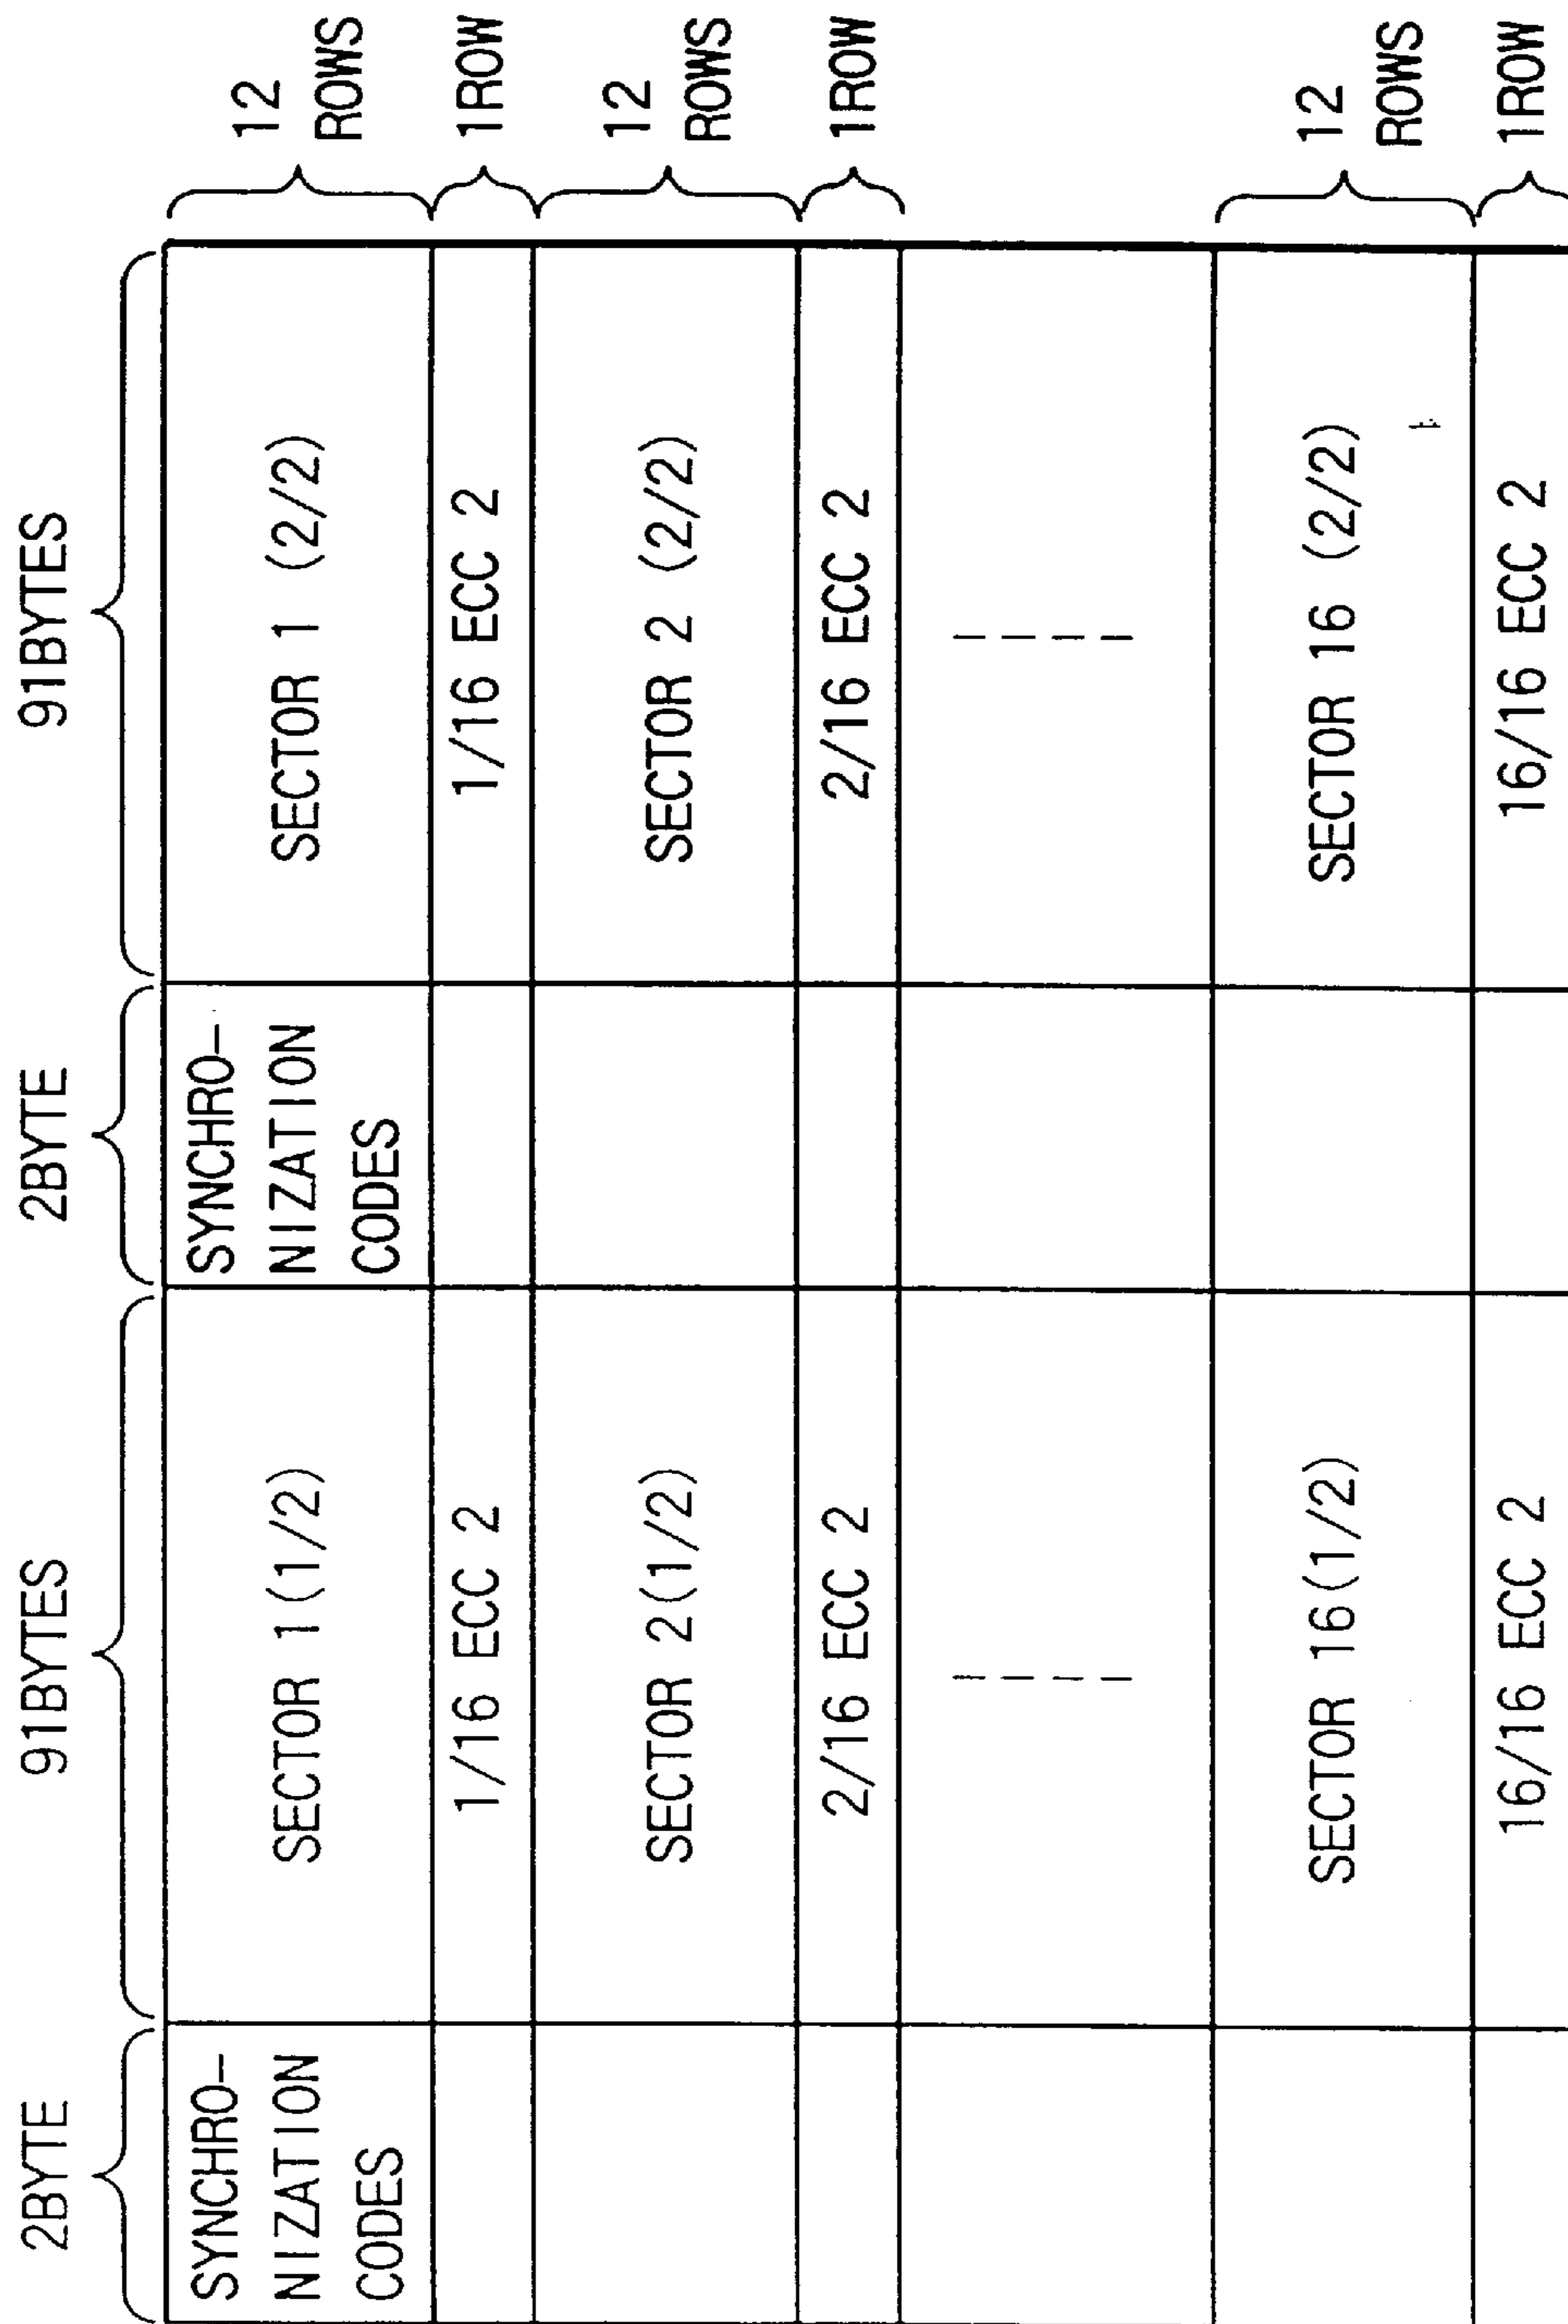 2BYTE
91BYTES
2BYTE
91BYTES
SYNCHRO-
NIZATION
CODES
SECTOR 1(1/2)
SYNCHRO-
NIZATION
CODES
SECTOR 1 (2/2)
12
ROWS
1/16 ECC 2
1/16 ECC 2
1ROW
SECTOR 2(1/2)
SECTOR 2 (2/2)
12
ROWS
2/16 ECC 2
2/16 ECC 2
1ROW
SECTOR 16(1/2)
SECTOR 16 (2/2)
12
ROWS
16/16 ECC 2
16/16 ECC 2
1ROW